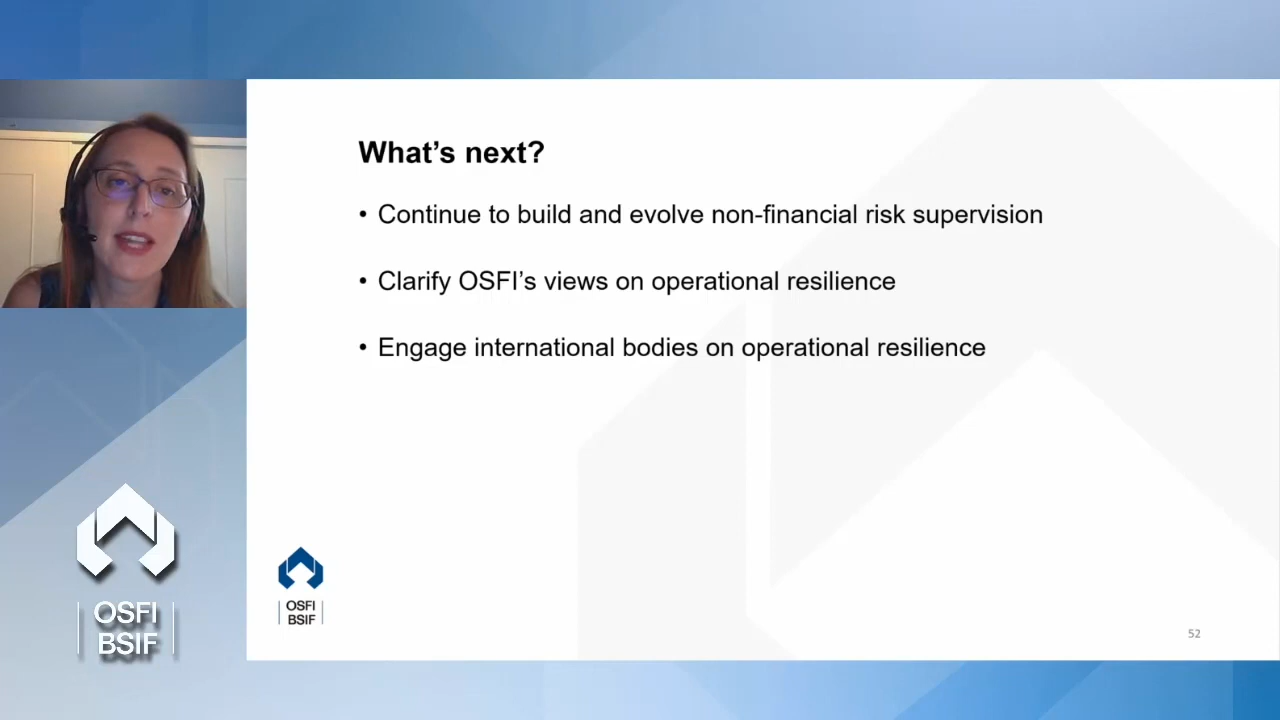 What’s next?
• Continue to build and evolve non-financial risk supervision
• Clarify OSFI’s views on operational resilience
• Engage international bodies on operational resilience
OSFI
BSIF
OSFI
BSIF
52